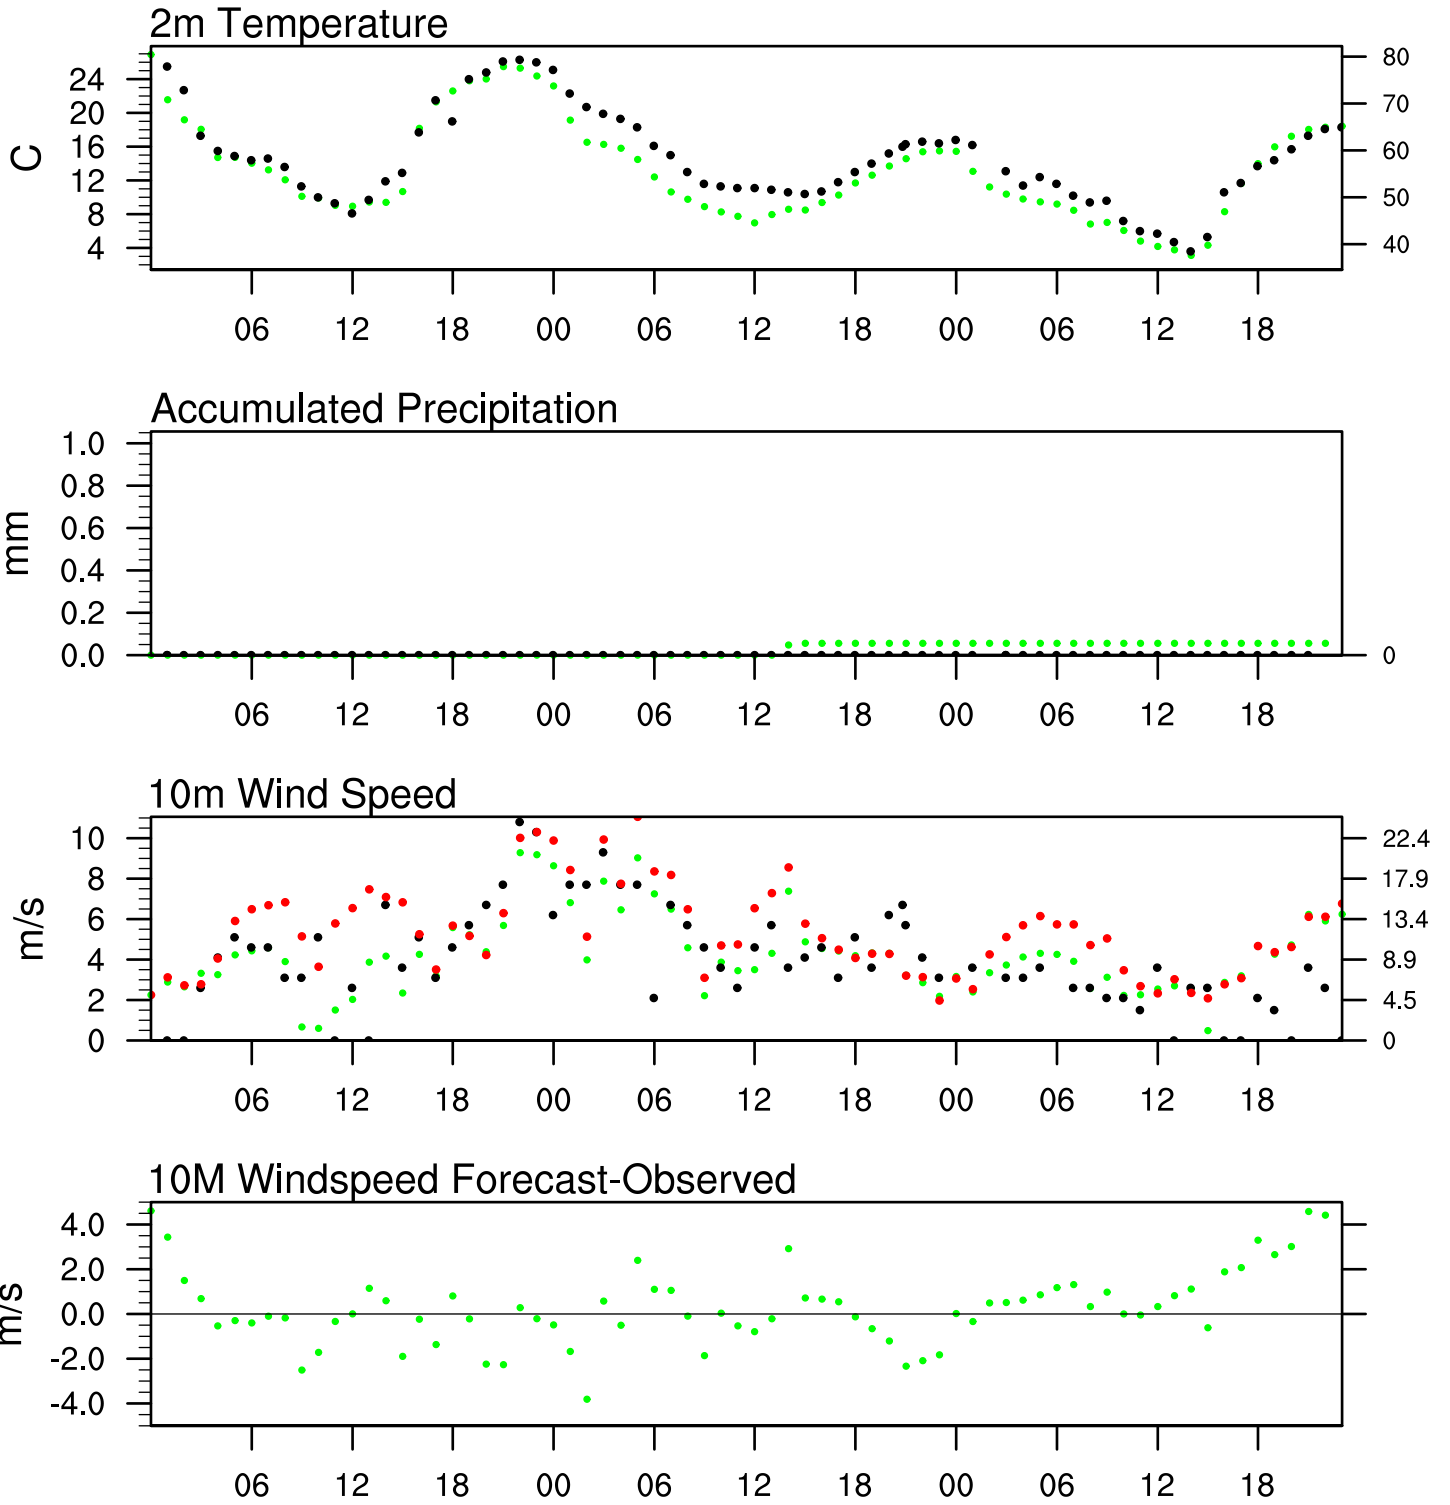 2m Temperature
24
20
16
12
8
4
C
80
70
60
50
40
06 12 18 00 06 12 18 00 06 12 18
Accumulated Precipitation
1.0
0.8
0.6
0.4
0.2
0.0
mm
0
06 12 18 00 06 12 18 00 06 12 18
10m Wind Speed
10
8
6
4
2
0
m/s
22.4
17.9
13.4
8.9
4.5
0
06 12 18 00 06 12 18 00 06 12 18
10M Windspeed Forecast-Observed
4.0
2.0
0.0
-2.0
-4.0
m/s
06 12 18 00 06 12 18 00 06 12 18